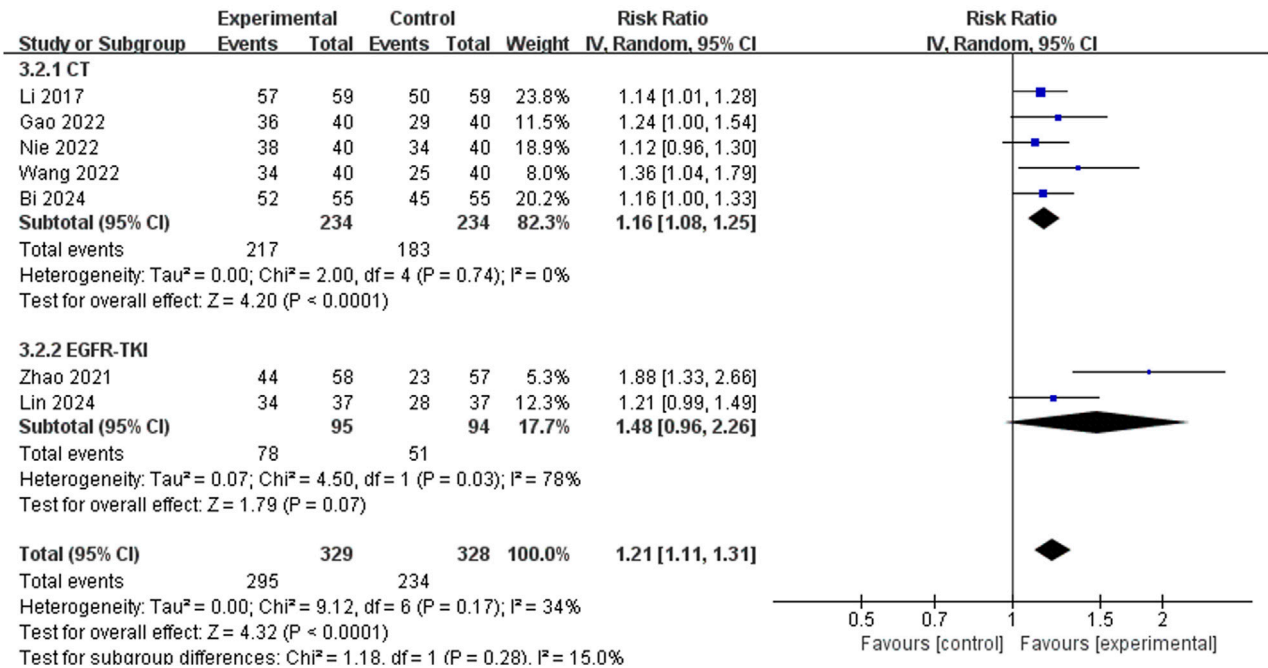 Experimental Control Risk Ratio Risk Ratio
Study or Subgroup Events Total Events Total Weight IV, Random, 95% CI IV, Random, 95% CI
3.2.1 CT
Li 2017 57 59 50 59 23.8% 1.14 [1.01, 1.28]
Gao 2022 36 40 29 40 11.5% 1.24 [1.00, 1.54]
Nie 2022 38 40 34 40 18.9% 1.12 [0.96, 1.30]
Wang 2022 34 40 25 40 8.0% 1.36 [1.04, 1.79]
Bi 2024 52 55 45 55 20.2% 1.16 [1.00, 1.33]
Subtotal (95% CI) 234 234 82.3% 1.16 [1.08, 1.25]
Total events 217 183
Heterogeneity: Tau² = 0.00; Chi² = 2.00, df = 4 (P = 0.74); I² = 0%
Test for overall effect: Z = 4.20 (P < 0.0001)
3.2.2 EGFR-TKI
Zhao 2021 44 58 23 57 5.3% 1.88 [1.33, 2.66]
Lin 2024 34 37 28 37 12.3% 1.21 [0.99, 1.49]
Subtotal (95% CI) 95 94 17.7% 1.48 [0.96, 2.26]
Total events 78 51
Heterogeneity: Tau² = 0.07; Chi² = 4.50, df = 1 (P = 0.03); I² = 78%
Test for overall effect: Z = 1.79 (P = 0.07)
Total (95% CI) 329 328 100.0% 1.21 [1.11, 1.31]
Total events 295 234
Heterogeneity: Tau² = 0.00; Chi² = 9.12, df = 6 (P = 0.17); I² = 34%
Test for overall effect: Z = 4.32 (P < 0.0001)
Test for subgroup differences: Chi² = 1.18, df = 1 (P = 0.28), I² = 15.0%
0.5 0.7 1 1.5 2
Favours [control] Favours [experimental]